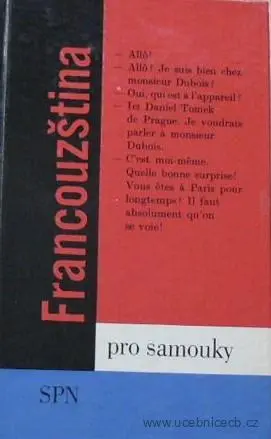 Francouzština
— Allô!
— Allô! Je suis bien chez
monsieur Dubois?
— Oui, qui est à l'appareil?
— Ici Daniel Tomek
de Prague. Je voudrais
parler à monsieur
Dubois.
— C'est moi-même.
Quelle bonne surprise!
Vous êtes à Paris pour
longtemps? Il faut
absolument qu'on
se voie!
pro samouky
SPN
www.ucebnicecb.cz